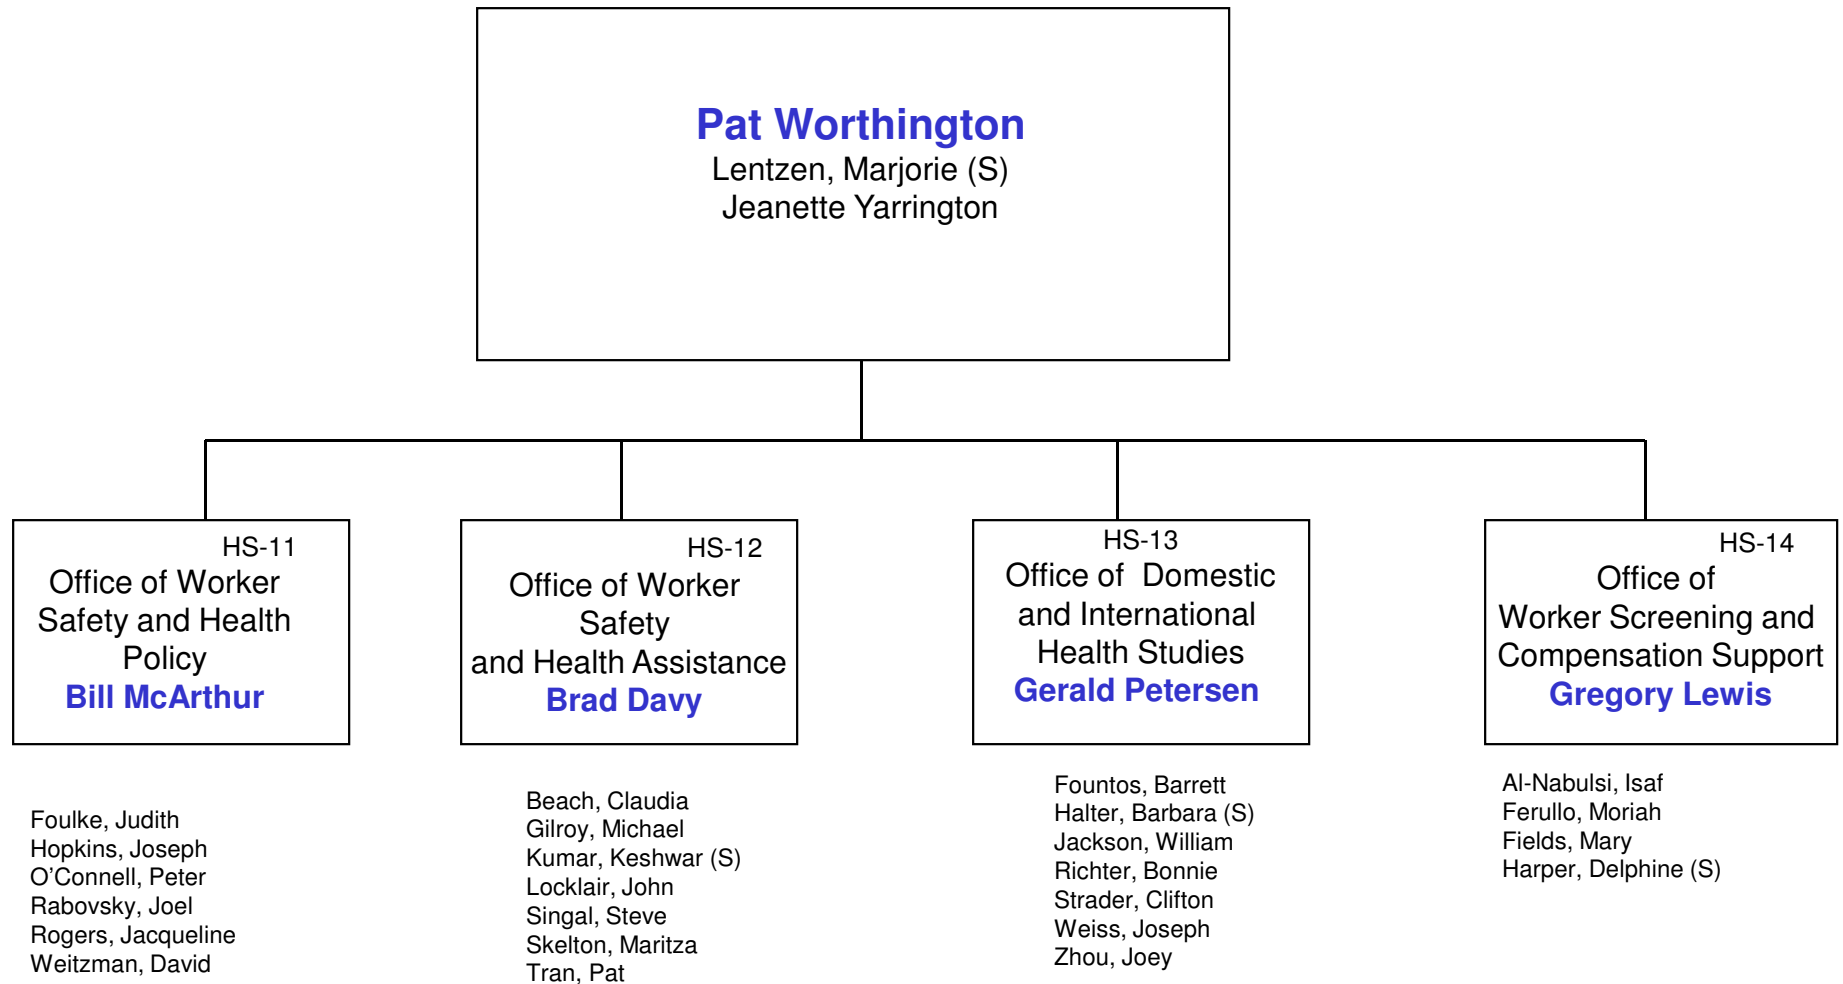 Pat Worthington
Lentzen, Marjorie (S)
Jeanette Yarrington
HS-11
Office of Worker
Safety and Health
Policy
Bill McArthur
Foulke, Judith
Hopkins, Joseph
O’Connell, Peter
Rabovsky, Joel
Rogers, Jacqueline
Weitzman, David
HS-12
Office of Worker
Safety
and Health Assistance
Brad Davy
Beach, Claudia
Gilroy, Michael
Kumar, Keshwar (S)
Locklair, John
Singal, Steve
Skelton, Maritza
Tran, Pat
HS-13
Office of  Domestic
and International
Health Studies
Gerald Petersen
Fountos, Barrett
Halter, Barbara (S)
Jackson, William
Richter, Bonnie
Strader, Clifton
Weiss, Joseph
Zhou, Joey
HS-14
Office of
Worker Screening and
Compensation Support
Gregory Lewis
Al-Nabulsi, Isaf
Ferullo, Moriah
Fields, Mary
Harper, Delphine (S)